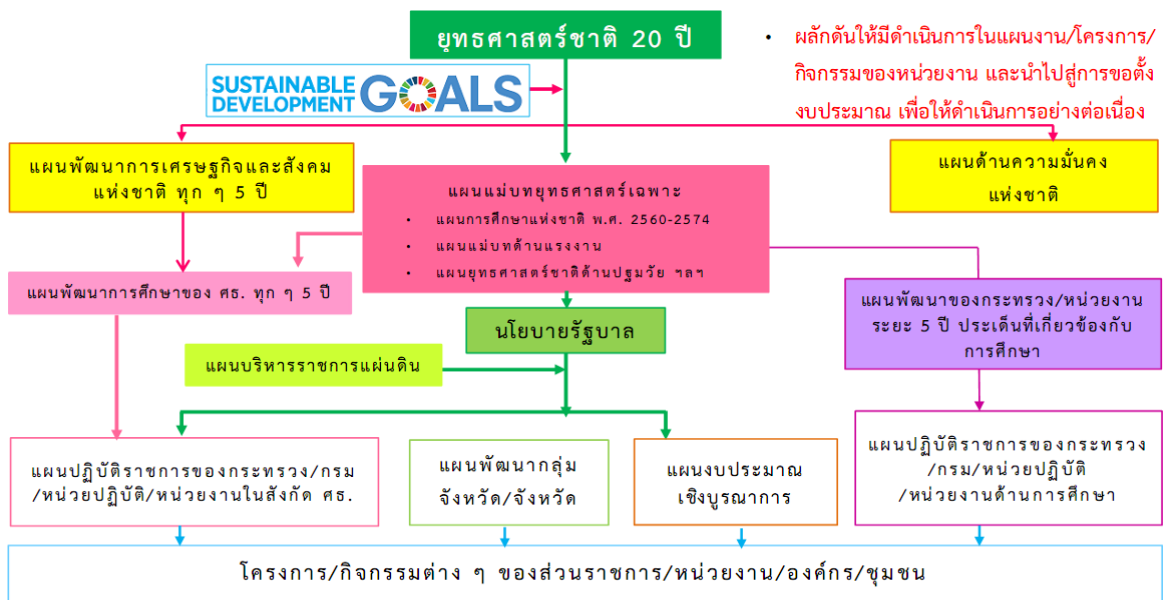 ยุทธศาสตร์ชาติ 20 ปี
• ผลักดันให้มีดำเนินการในแผนงาน/โครงการ/
กิจกรรมของหน่วยงาน และนำไปสู่การขอตั้ง
งบประมาณ เพื่อให้ดำเนินการอย่างต่อเนื่อง
SUSTAINABLE
DEVELOPMENT
GOALS
แผนพัฒนาการเศรษฐกิจและสังคม
แห่งชาติ ทุก ๆ 5 ปี
แผนด้านความมั่นคง
แห่งชาติ
แผนแม่บทยุทธศาสตร์เฉพาะ
• แผนการศึกษาแห่งชาติ พ.ศ. 2560-2574
• แผนแม่บทด้านแรงงาน
• แผนยุทธศาสตร์ชาติด้านปฐมวัย ฯลฯ
แผนพัฒนาการศึกษาของ ศธ. ทุก ๆ 5 ปี
แผนพัฒนาของกระทรวง/หน่วยงาน
ระยะ 5 ปี ประเด็นที่เกี่ยวข้องกับ
การศึกษา
นโยบายรัฐบาล
แผนบริหารราชการแผ่นดิน
แผนปฏิบัติราชการของกระทรวง/กรม
/หน่วยปฏิบัติ/หน่วยงานในสังกัด ศธ.
แผนพัฒนากลุ่ม
จังหวัด/จังหวัด
แผนงบประมาณ
เชิงบูรณาการ
แผนปฏิบัติราชการของกระทรวง
/กรม/หน่วยปฏิบัติ
/หน่วยงานด้านการศึกษา
โครงการ/กิจกรรมต่าง ๆ ของส่วนราชการ/หน่วยงาน/องค์กร/ชุมชน